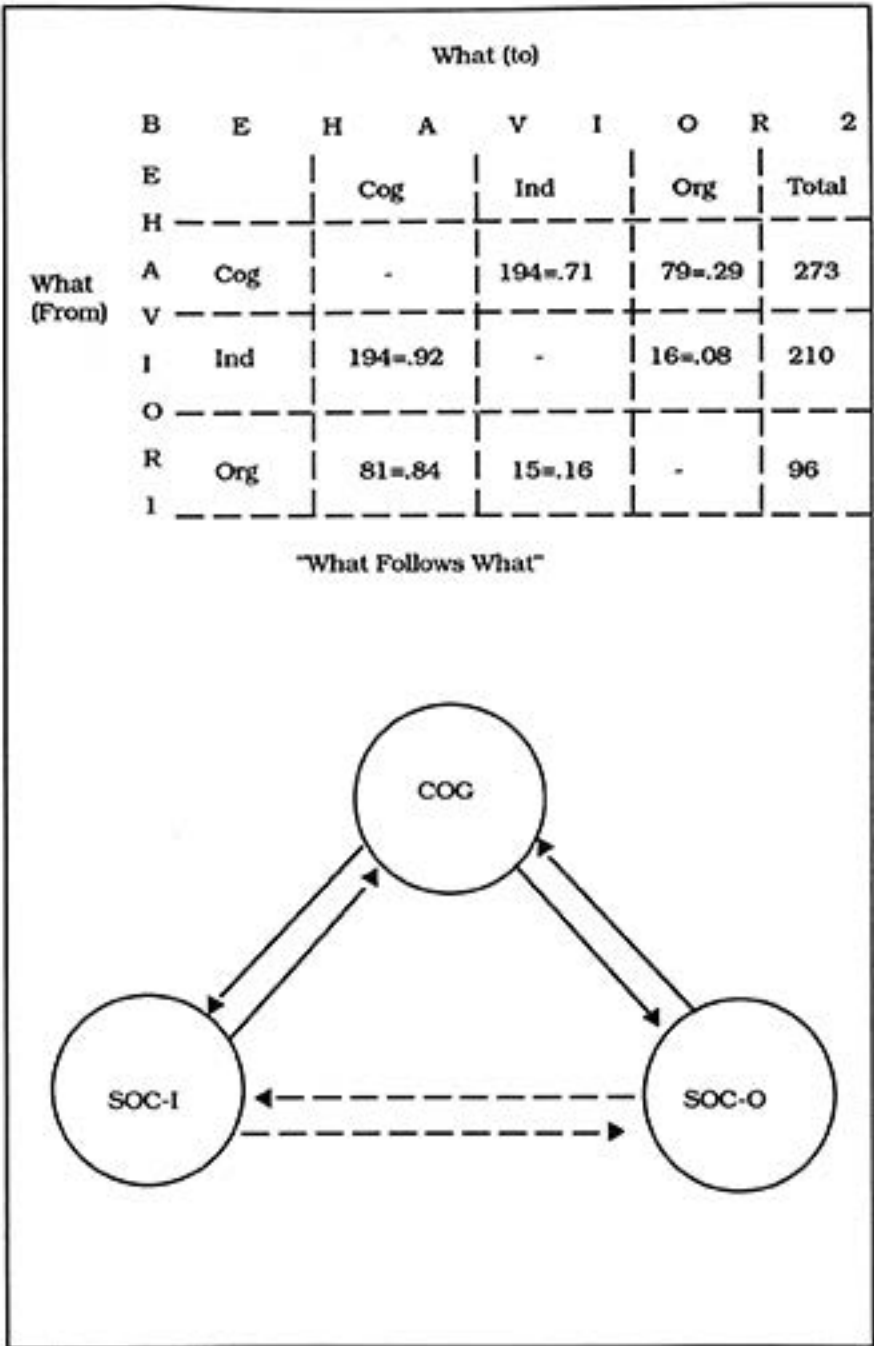 What (to)
B E H A V I O R 2
E Cog Ind Org Total
H
What (From) A Cog - 194=.71 79=.29 273
V
I Ind 194=.92 - 16=.08 210
O
R Org 81=.84 15=.16 - 96
1
"What Follows What"
COG
SOC-I SOC-O